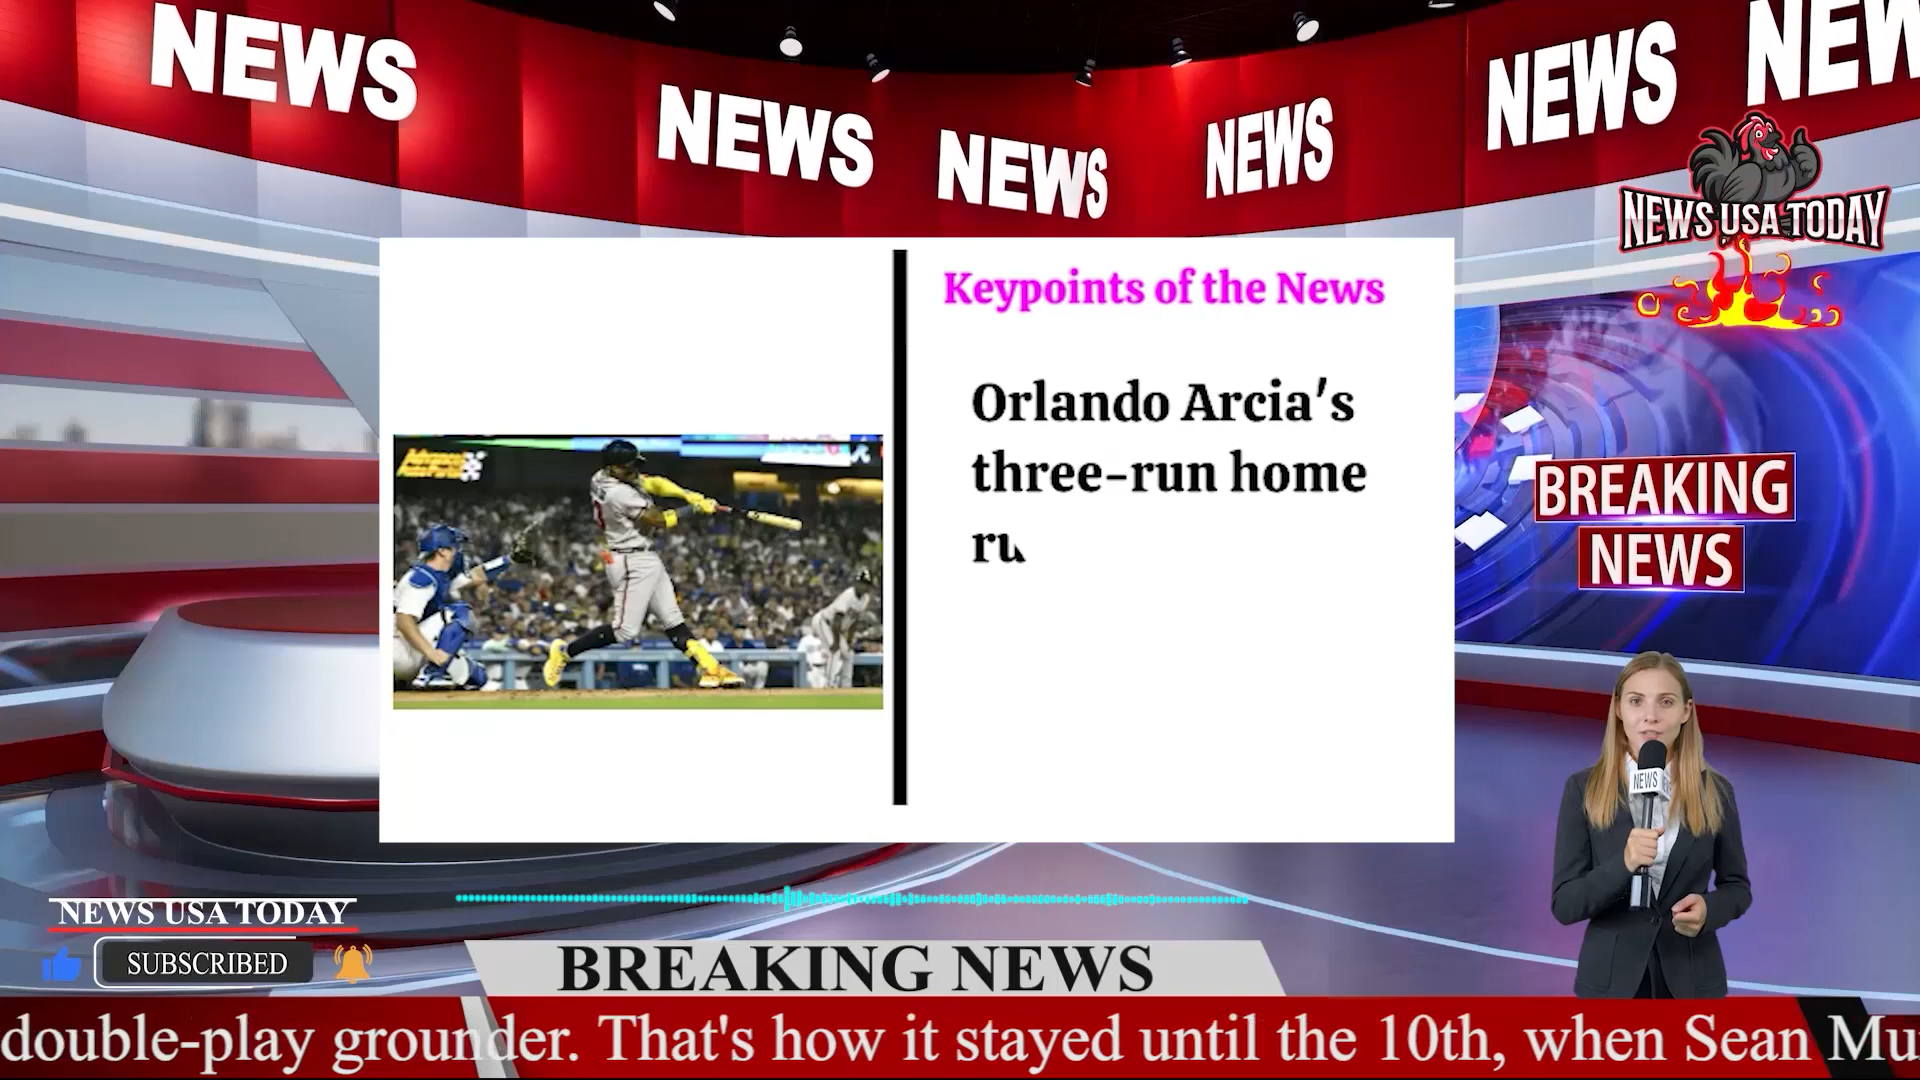 NEWS
NEWS
NEWS
NEWS
NEWS
NEW
NEWS USA TODAY
Keypoints of the News
Orlando Arcia's
three-run home
ru
BREAKING
NEWS
NEWS
NEWS USA TODAY
SUBSCRIBED
BREAKING NEWS
double-play grounder. That's how it stayed until the 10th, when Sean Mu